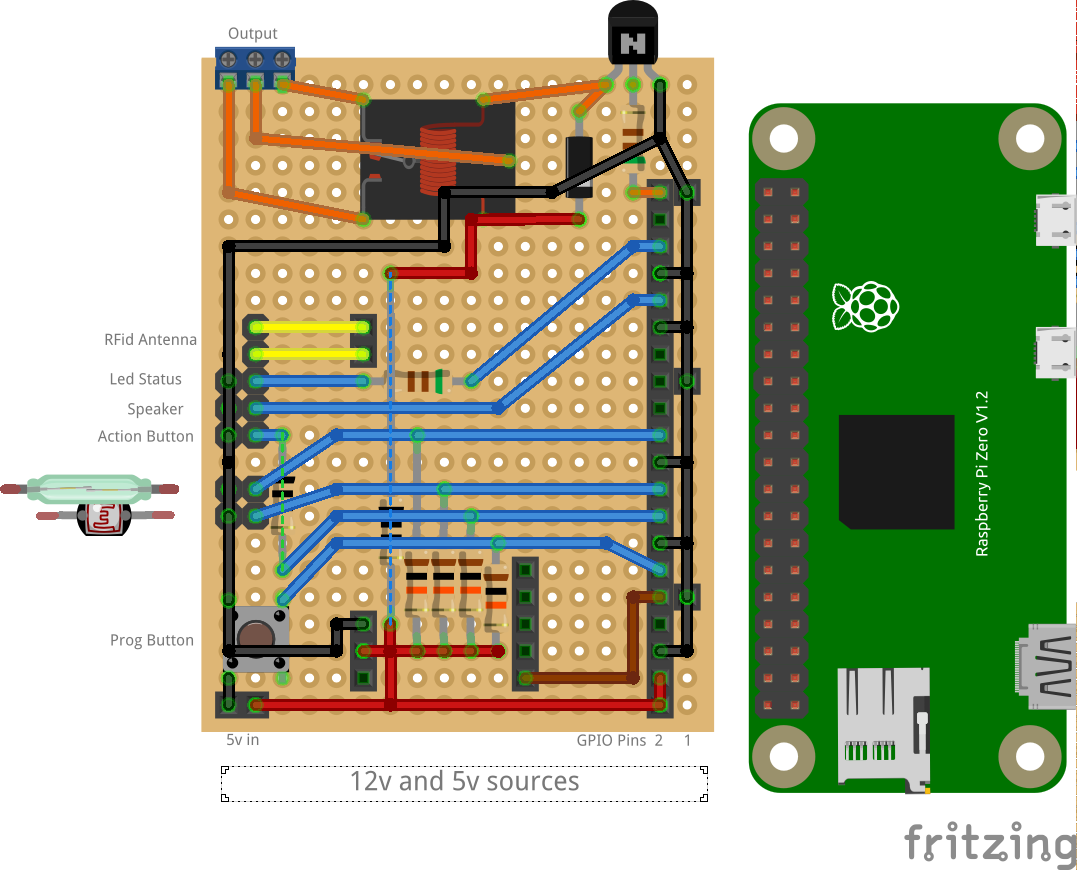 Output
N
RFid Antenna
Led Status
Speaker
Action Button
Prog Button
5v in
GPIO Pins 2 1
12v and 5v sources
Raspberry Pi Zero V1.2
fritzing